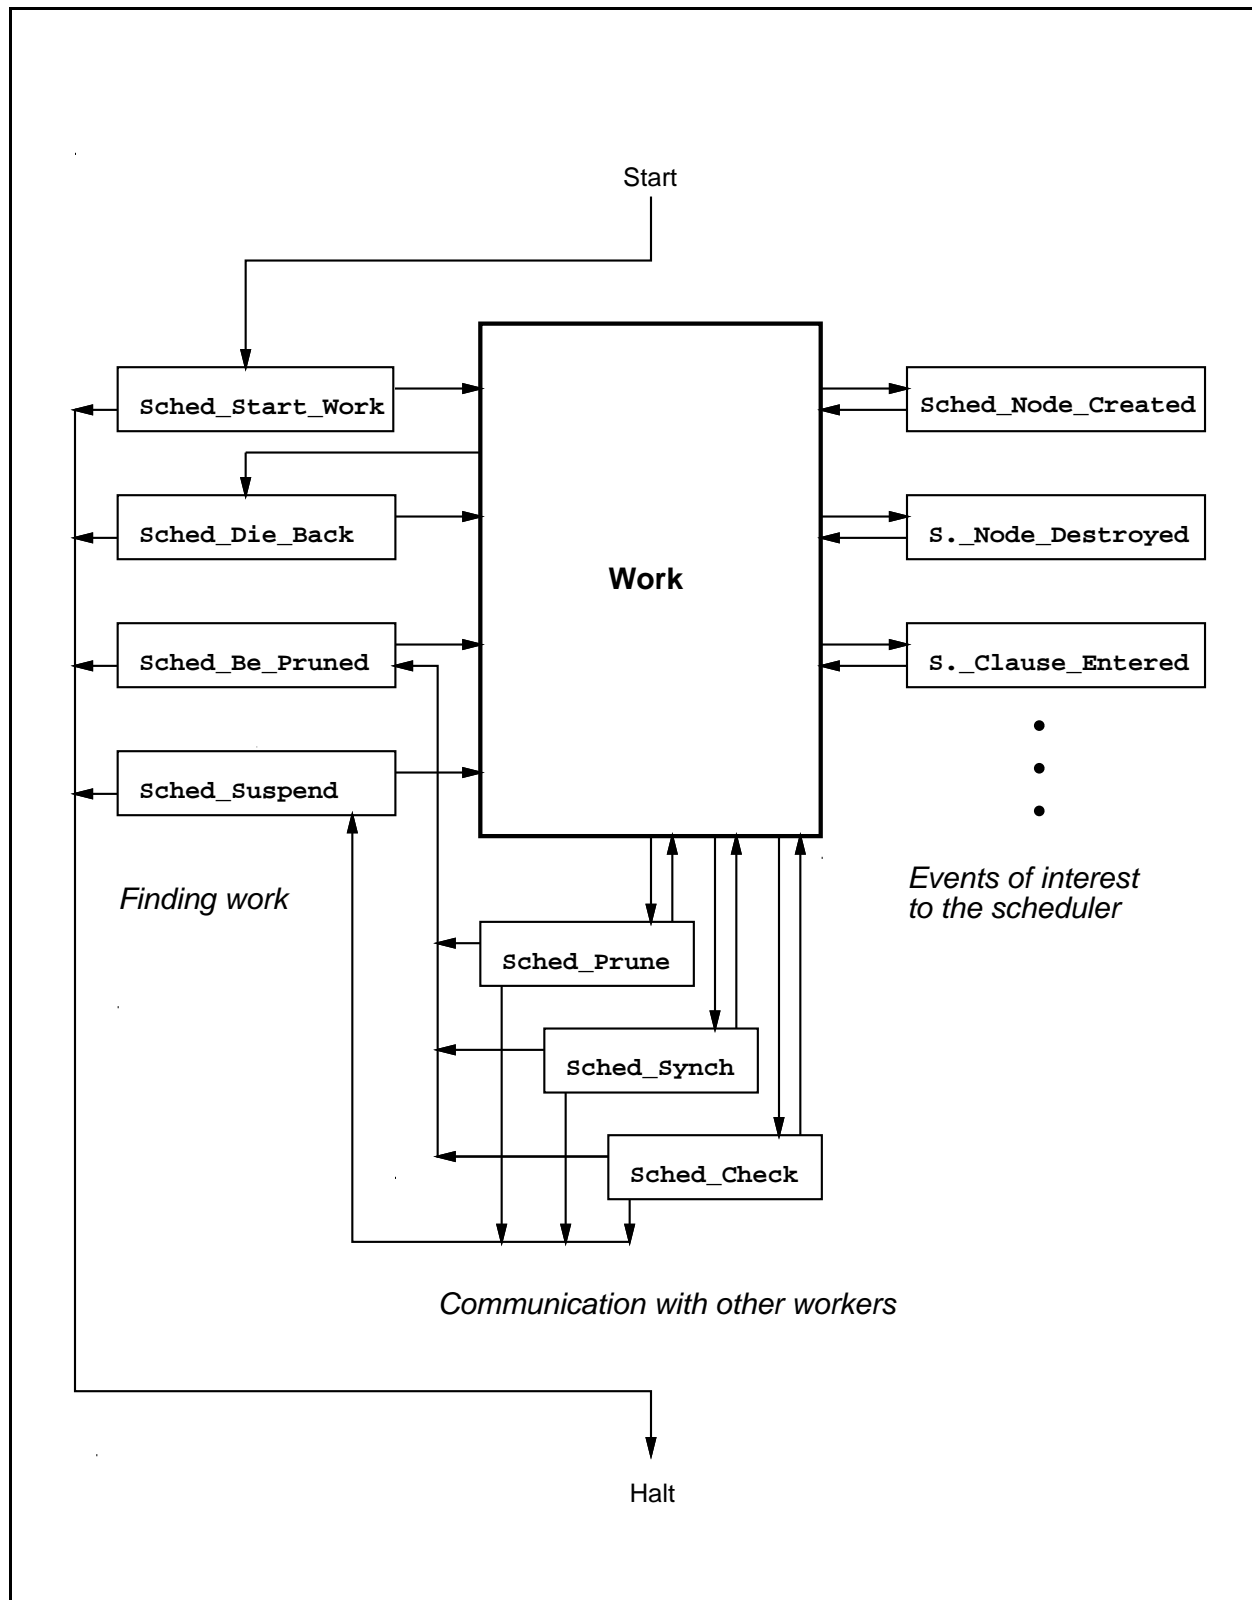 Start
Sched_Start_Work
Sched_Node_Created
Sched_Die_Back
S._Node_Destroyed
Work
Sched_Be_Pruned
S._Clause_Entered
Sched_Suspend
Finding work
Events of interest
to the scheduler
Sched_Prune
Sched_Synch
Sched_Check
Communication with other workers
Halt